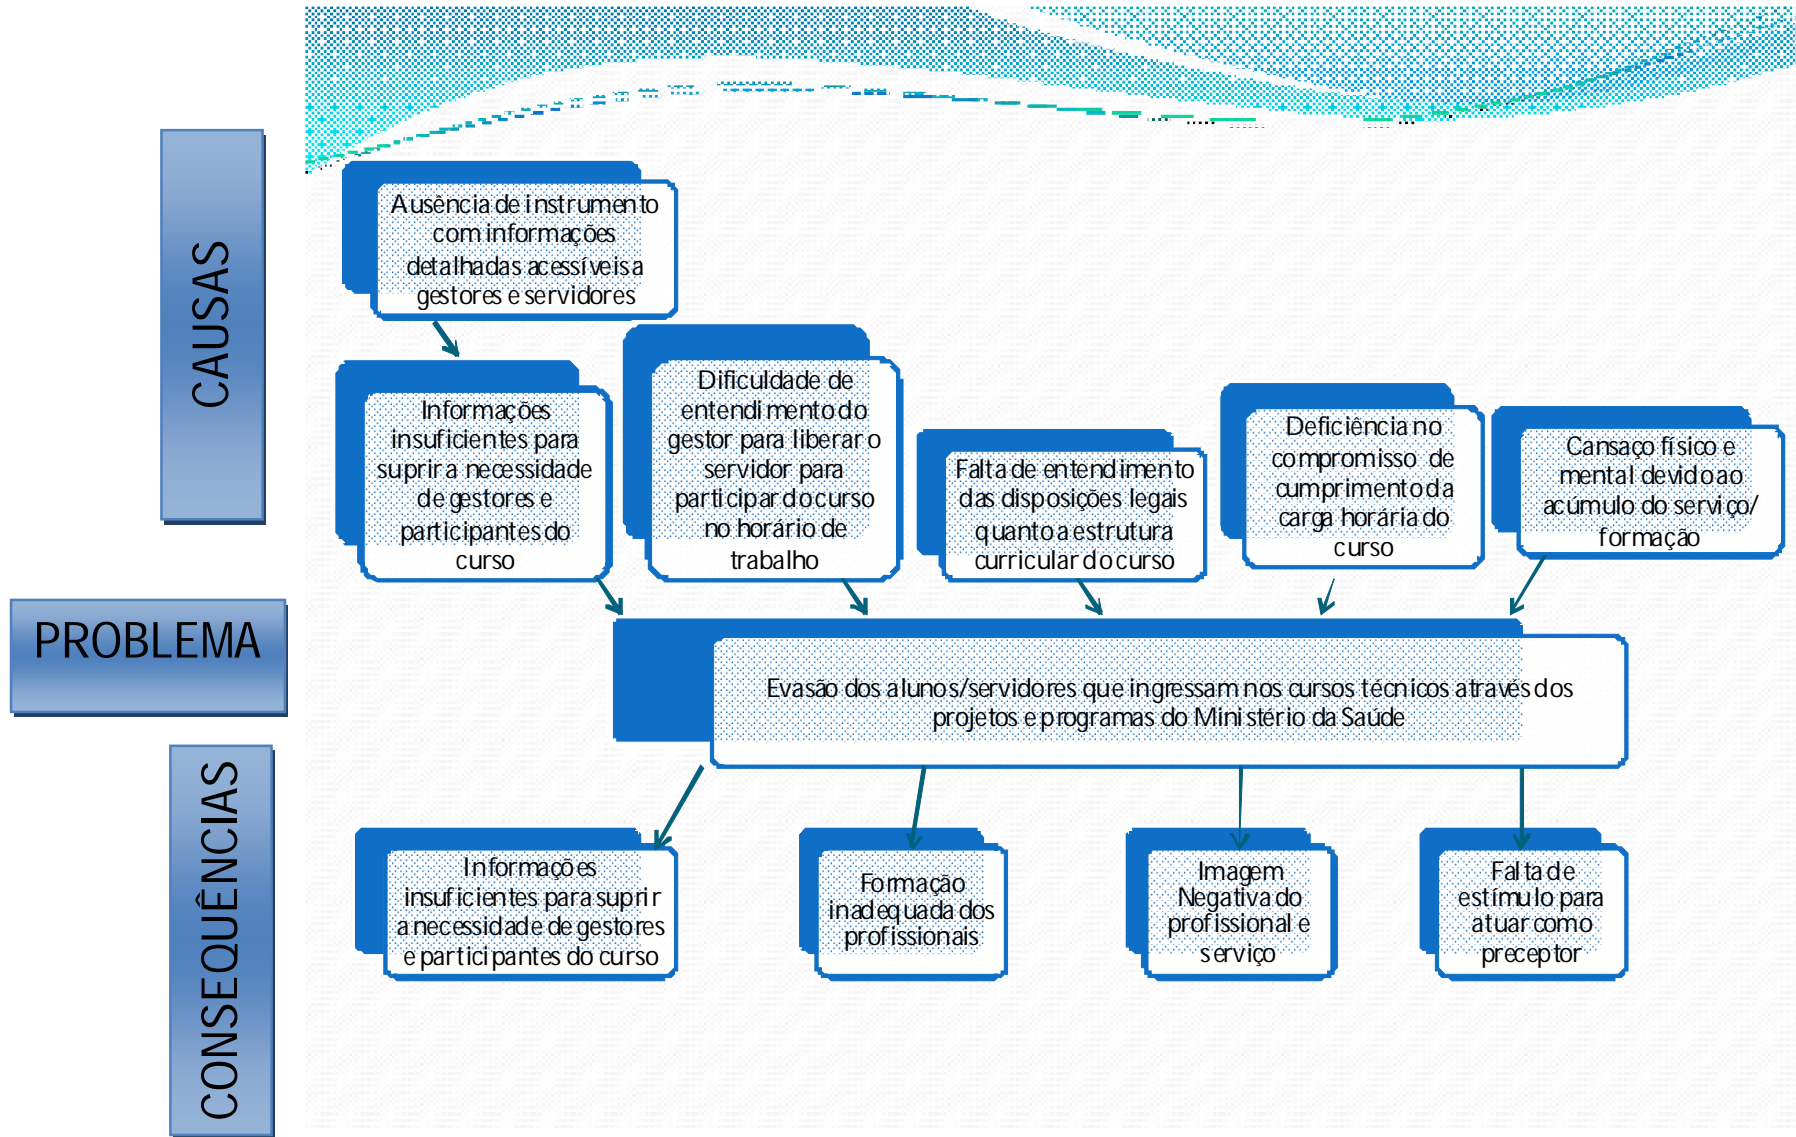 CAUSAS
Ausência de instrumento
com informações
detalhadas acessíveis a
gestores e servidores
Informações
insuficientes para
suprir a necessidade
de gestores e
participantes do
curso
Dificuldade de
entendimento do
gestor para liberar o
servidor para
participar do curso
no horário de
trabalho
Falta de entendimento
das disposições legais
quanto a estrutura
curricular do curso
Deficiência no
compromisso de
cumprimento da
carga horária do
curso
Cansaço físico e
mental devido ao
acúmulo do serviço/
formação
PROBLEMA
Evasão dos alunos/servidores que ingressam nos cursos técnicos através dos
projetos e programas do Ministério da Saúde
CONSEQUÊNCIAS
Informações
insuficientes para suprir
a necessidade de gestores
e participantes do curso
Formação
inadequada dos
profissionais
Imagem
Negativa do
profissional e
serviço
Falta de
estímulo para
atuar como
preceptor